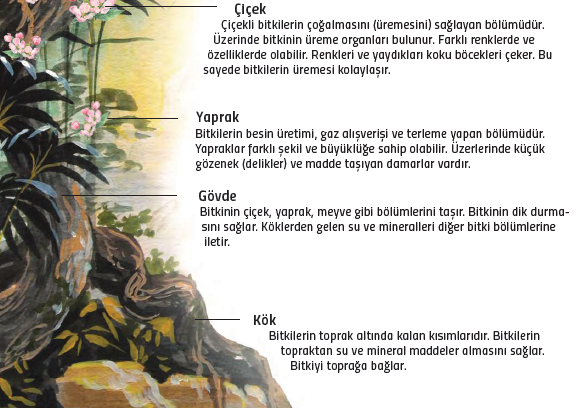 Çiçek
Çiçekli bitkilerin çoğalmasını (üremesini) sağlayan bölümüdür.
Üzerinde bitkinin üreme organları bulunur. Farklı renklerde ve
özelliklerde olabilir. Renkleri ve yaydıkları koku böcekleri çeker. Bu
sayede bitkilerin üremesi kolaylaşır.
Yaprak
Bitkilerin besin üretimi, gaz alışverişi ve terleme yapan bölümüdür.
Yapraklar farklı şekil ve büyüklüğe sahip olabilir. Üzerlerinde küçük
gözenek (delikler) ve madde taşıyan damarlar vardır.
Gövde
Bitkinin çiçek, yaprak, meyve gibi bölümlerini taşır. Bitkinin dik durma-
sını sağlar. Köklerden gelen su ve mineralleri diğer bitki bölümlerine
iletir.
Kök
Bitkilerin toprak altında kalan kısımlarıdır. Bitkilerin
topraktan su ve mineral maddeler almasını sağlar.
Bitkiyi toprağa bağlar.